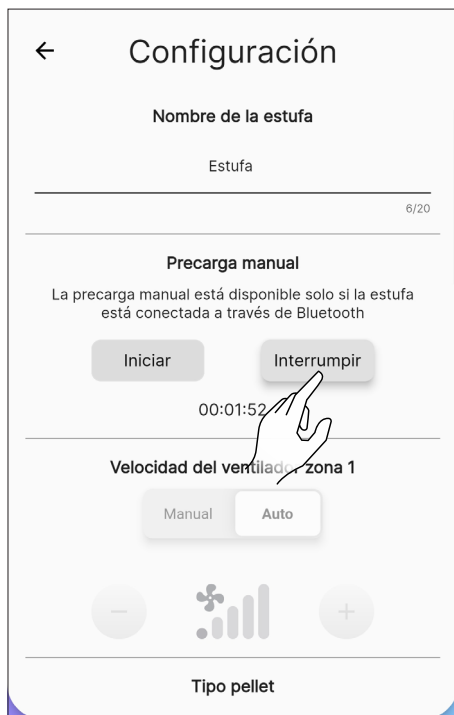 Configuración
Nombre de la estufa
Estufa
6/20
Precarga manual
La precarga manual está disponible solo si la estufa
está conectada a través de Bluetooth
Iniciar
Interrumpir
00:01:52
Velocidad del ventilador zona 1
Manual
Auto
Tipo pellet